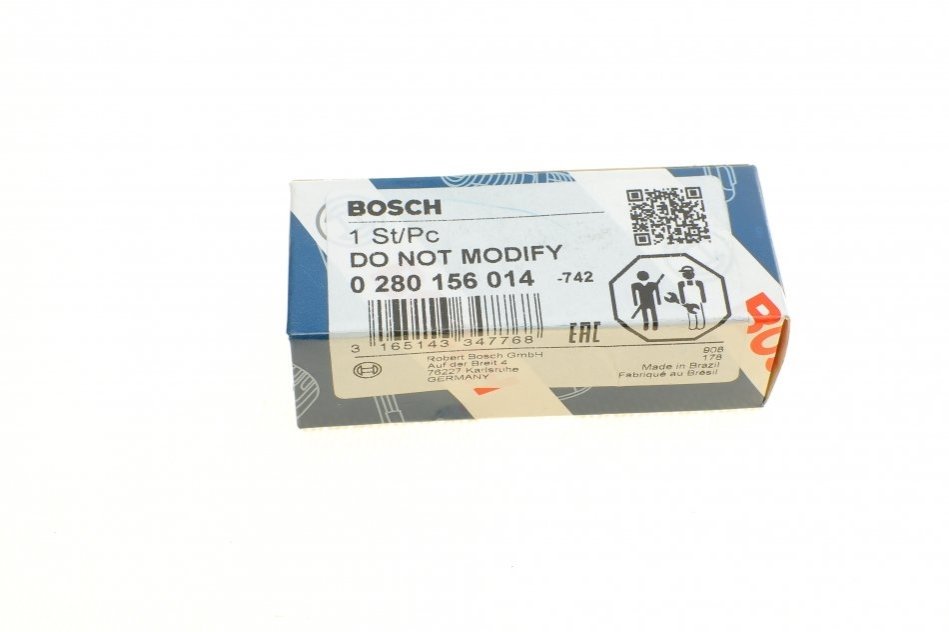 BOSCH
1 St/Pc
DO NOT MODIFY
0 280 156 014 -742
3 165143 347768
EAC
Robert Bosch GmbH
Auf der Breit 4
76227 Karlsruhe
GERMANY
908
178
Made in Brazil
Fabriqué au Brésil